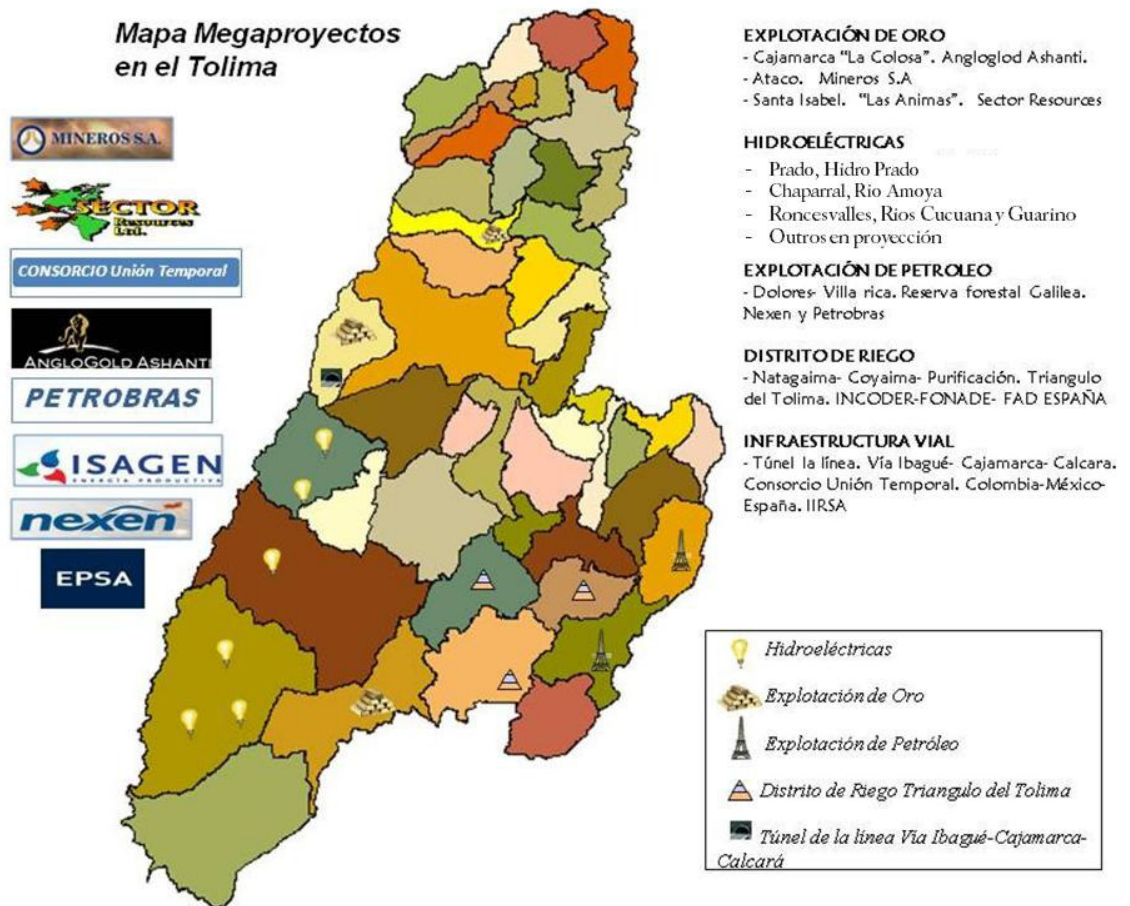 Mapa Megaproyectos
en el Tolima
MINEROS S.A.
SECTOR
Resources
Ltd.
CONSORCIO Unión Temporal
ANGLOGOLD ASHANTI
PETROBRAS
ISAGEN
ENERGÍA PRODUCTIVA
nexen
EPSA
EXPLOTACIÓN DE ORO
- Cajamarca "La Colosa". Angloglod Ashanti.
- Ataco. Mineros S.A
- Santa Isabel. "Las Animas". Sector Resources
HIDROELÉCTRICAS
- Prado, Hidro Prado
- Chaparral, Rio Amoya
- Roncesvalles, Rios Cucuana y Guarino
- Outros en proyección
EXPLOTACIÓN DE PETROLEO
- Dolores- Villa rica. Reserva forestal Galilea.
Nexen y Petrobras
DISTRITO DE RIEGO
- Natagaima- Coyaima- Purificación. Triangulo
del Tolima. INCODER-FONADE- FAD ESPAÑA
INFRAESTRUCTURA VIAL
- Túnel la línea. Vía Ibagué- Cajamarca- Calcara.
Consorcio Unión Temporal. Colombia-México-
España. IIRSA
Hidroeléctricas
Explotación de Oro
Explotación de Petróleo
Distrito de Riego Triangulo del Tolima
Túnel de la línea Vía Ibagué-Cajamarca-
Calcará